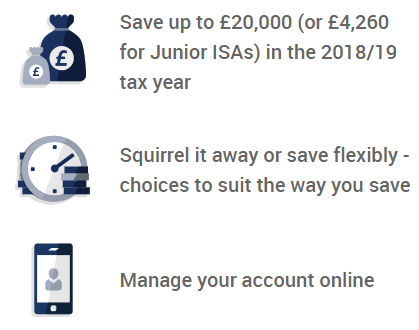 Save up to £20,000 (or £4,260
for Junior ISAs) in the 2018/19
tax year
££
Squirrel it away or save flexibly -
choices to suit the way you save
Manage your account online